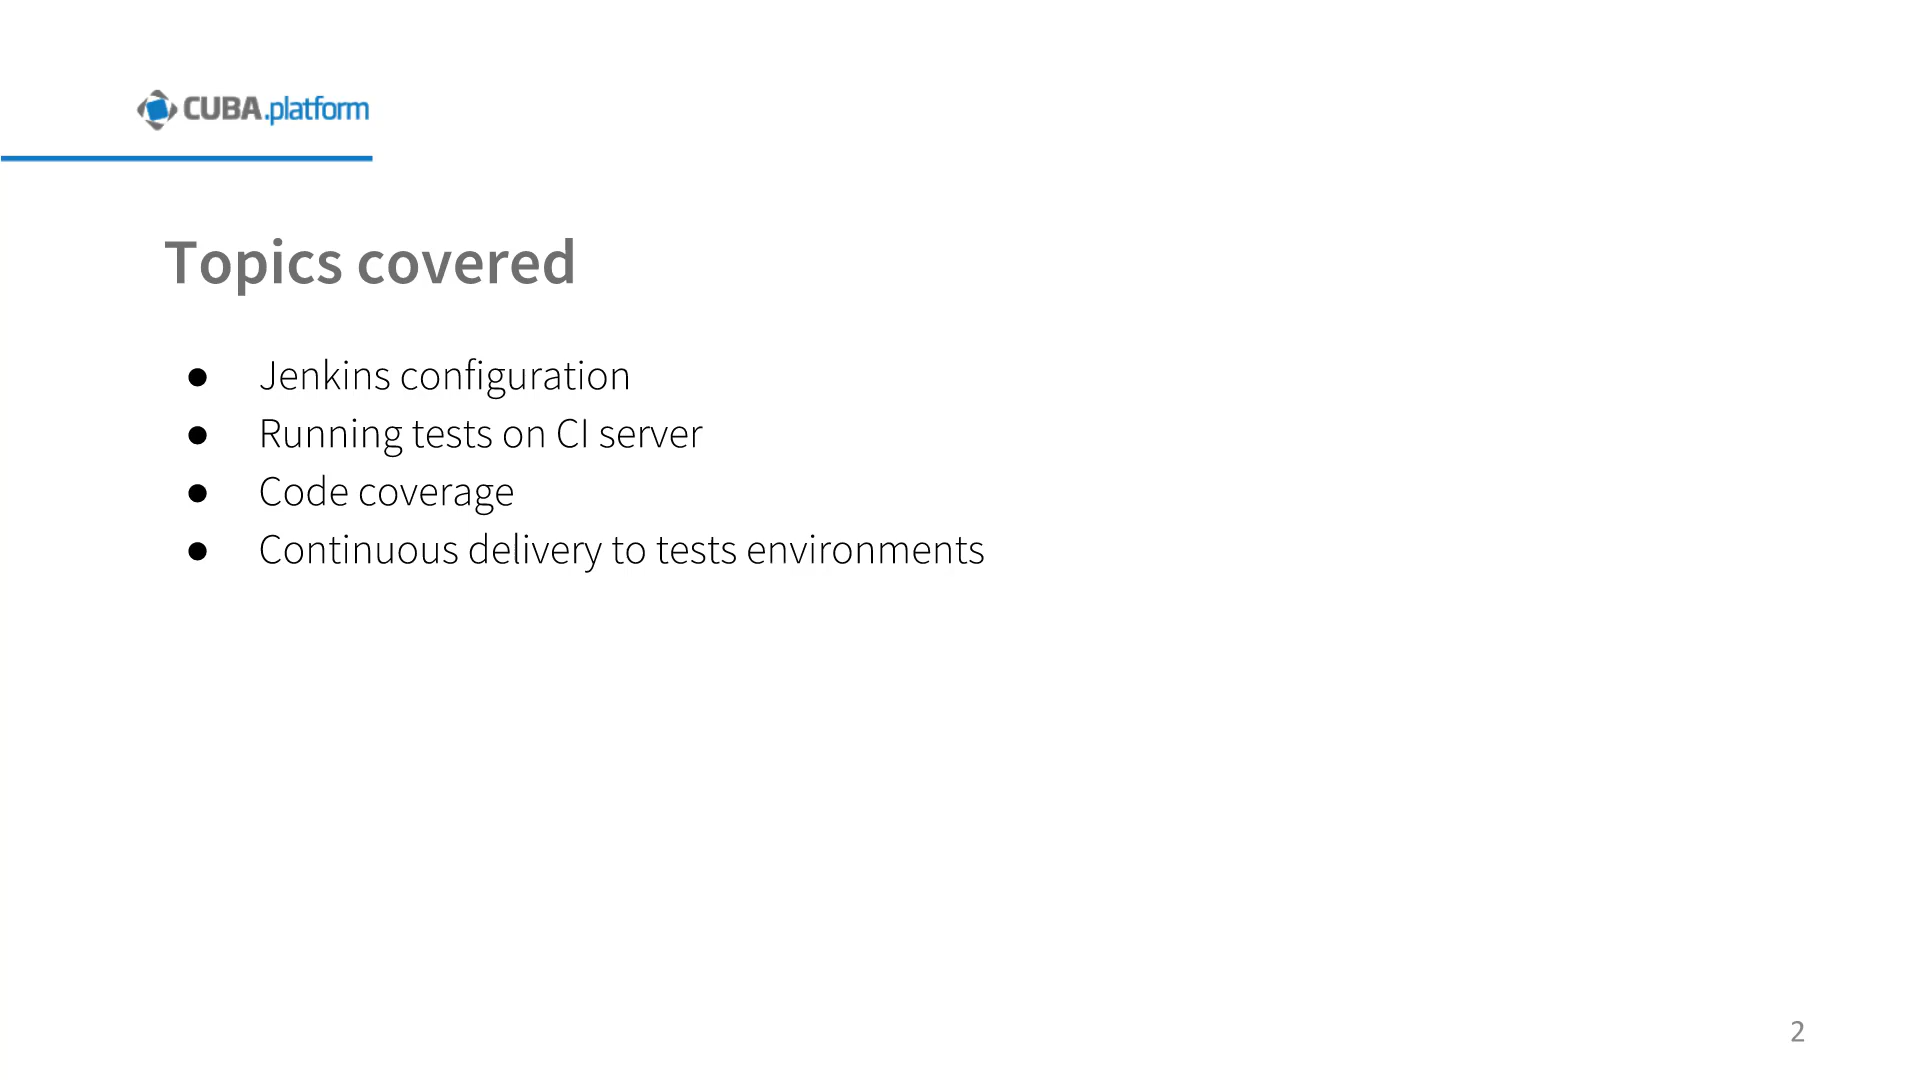 CUBA.platform
Topics covered
● Jenkins configuration
● Running tests on CI server
● Code coverage
● Continuous delivery to tests environments
2